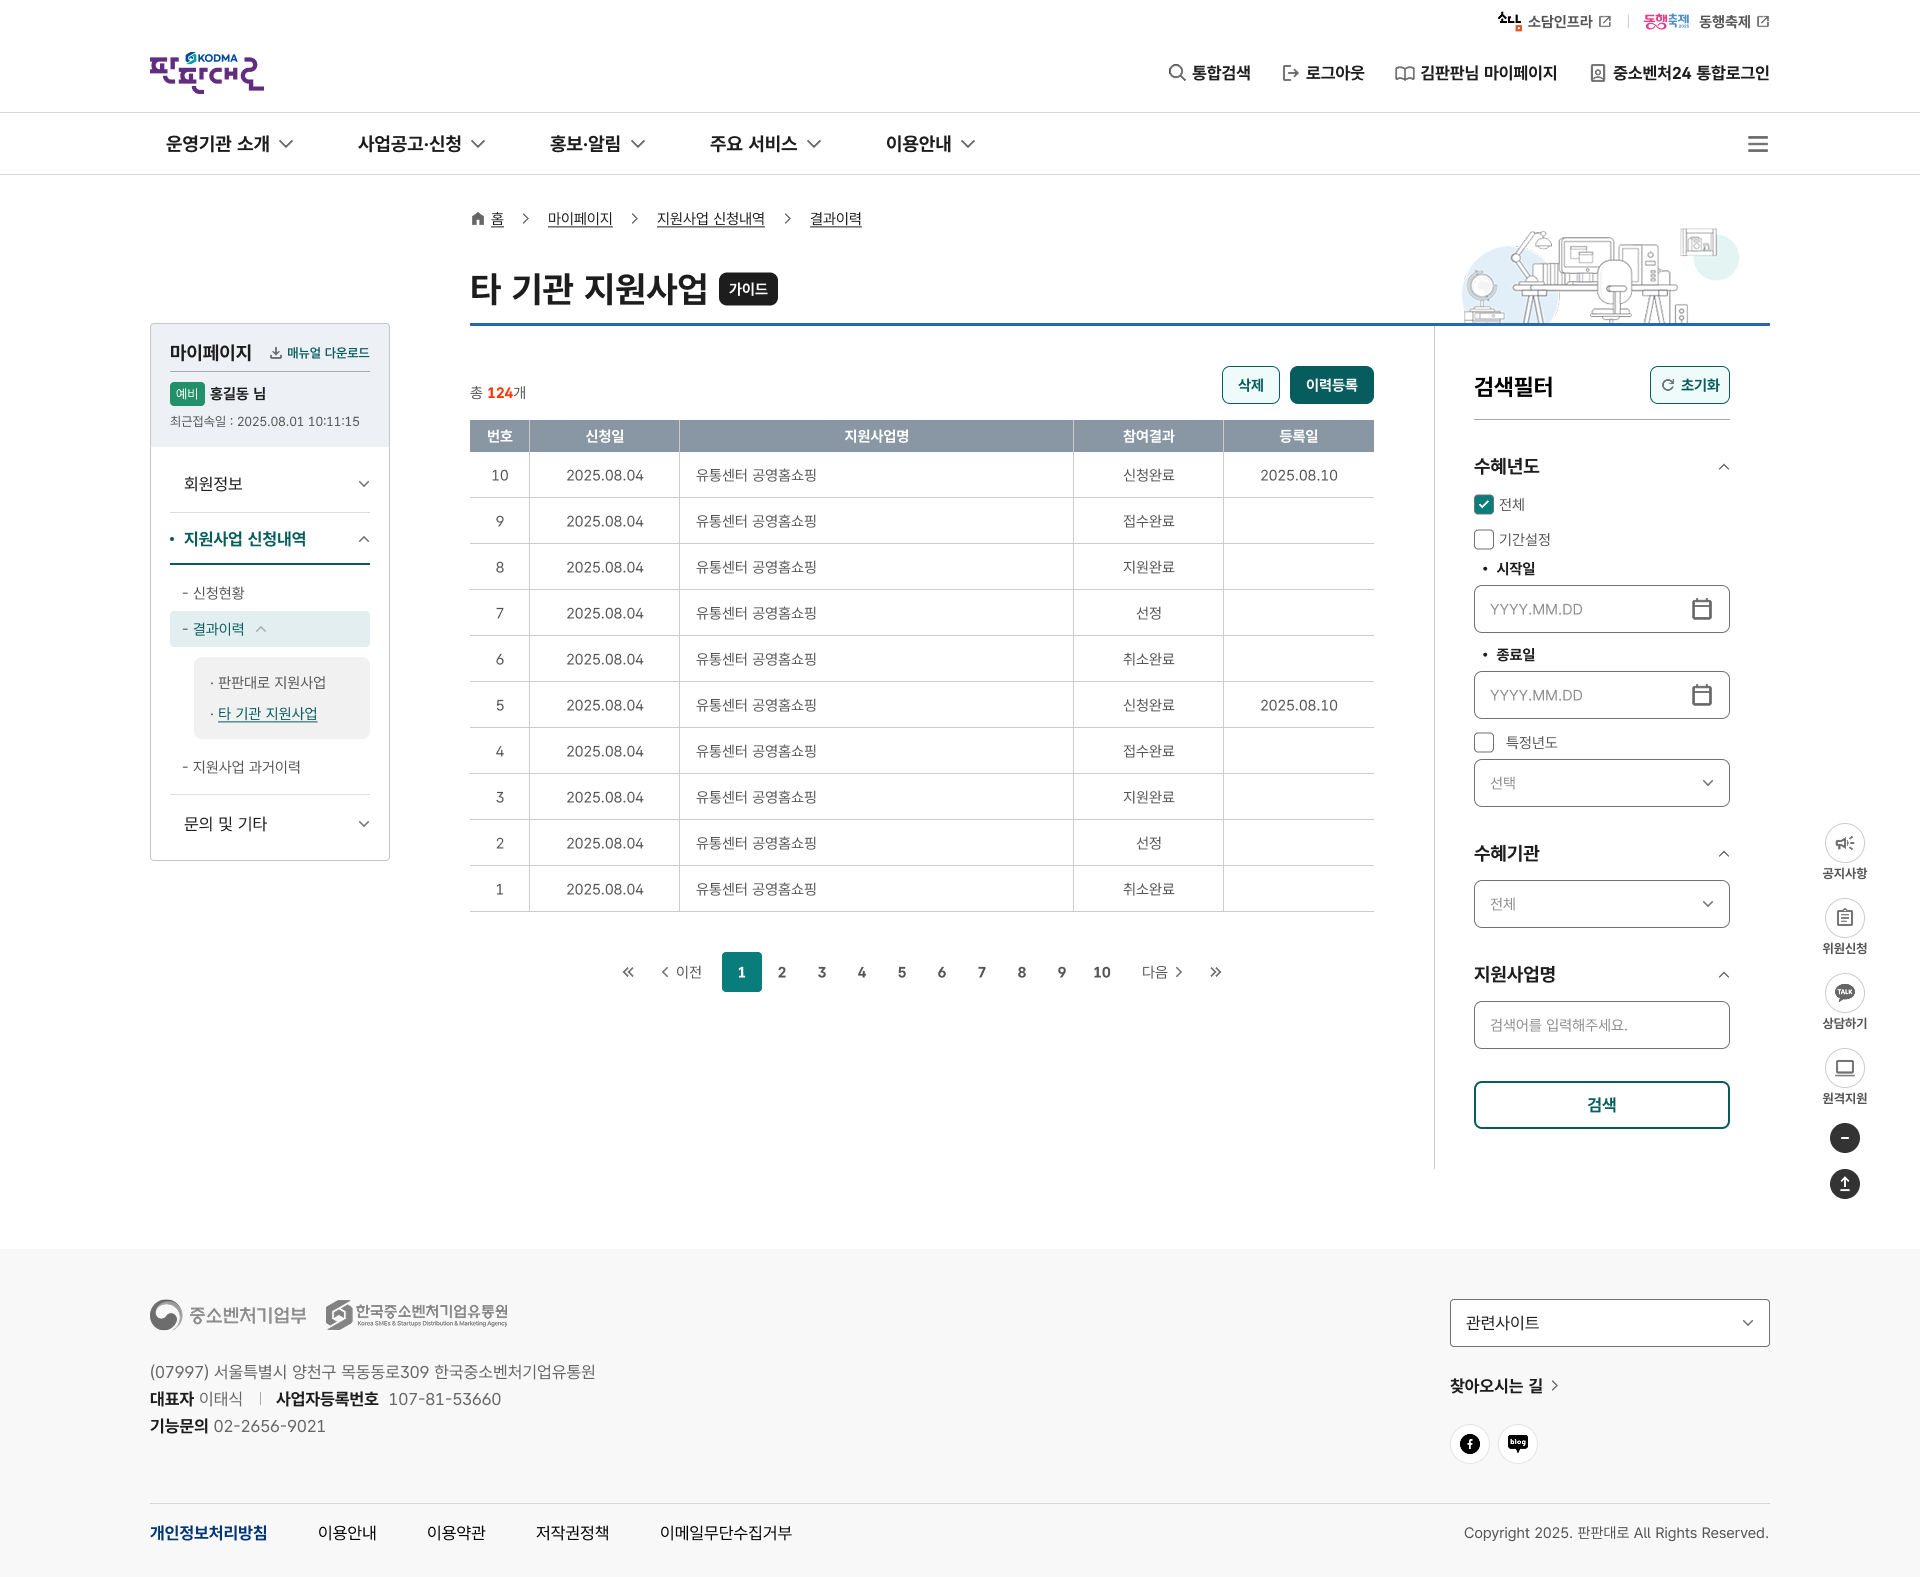 소담인프라
동행축제 2025 동행축제
KODMA
판판대로
통합검색
로그아웃
김판판님 마이페이지
중소벤처24 통합로그인
운영기관 소개
사업공고·신청
홍보·알림
주요 서비스
이용안내
홈
마이페이지
지원사업 신청내역
결과이력
타 기관 지원사업
가이드
마이페이지
매뉴얼 다운로드
예비 홍길동 님
최근접속일 : 2025.08.01 10:11:15
회원정보
• 지원사업 신청내역
- 신청현황
- 결과이력
· 판판대로 지원사업
· 타 기관 지원사업
- 지원사업 과거이력
문의 및 기타
총 124개
삭제
이력등록
번호 신청일 지원사업명 참여결과 등록일
10 2025.08.04 유통센터 공영홈쇼핑 신청완료 2025.08.10
9 2025.08.04 유통센터 공영홈쇼핑 접수완료
8 2025.08.04 유통센터 공영홈쇼핑 지원완료
7 2025.08.04 유통센터 공영홈쇼핑 선정
6 2025.08.04 유통센터 공영홈쇼핑 취소완료
5 2025.08.04 유통센터 공영홈쇼핑 신청완료 2025.08.10
4 2025.08.04 유통센터 공영홈쇼핑 접수완료
3 2025.08.04 유통센터 공영홈쇼핑 지원완료
2 2025.08.04 유통센터 공영홈쇼핑 선정
1 2025.08.04 유통센터 공영홈쇼핑 취소완료
이전 1 2 3 4 5 6 7 8 9 10 다음
검색필터
초기화
수혜년도
전체
기간설정
• 시작일
YYYY.MM.DD
• 종료일
YYYY.MM.DD
특정년도
선택
수혜기관
전체
지원사업명
검색어를 입력해주세요.
검색
공지사항
위원신청
TALK
상담하기
원격지원
중소벤처기업부
한국중소벤처기업유통원
Korea SMEs & Startups Distribution & Marketing Agency
(07997) 서울특별시 양천구 목동동로309 한국중소벤처기업유통원
대표자 이태식 | 사업자등록번호 107-81-53660
기능문의 02-2656-9021
관련사이트
찾아오시는 길
blog
개인정보처리방침
이용안내
이용약관
저작권정책
이메일무단수집거부
Copyright 2025. 판판대로 All Rights Reserved.